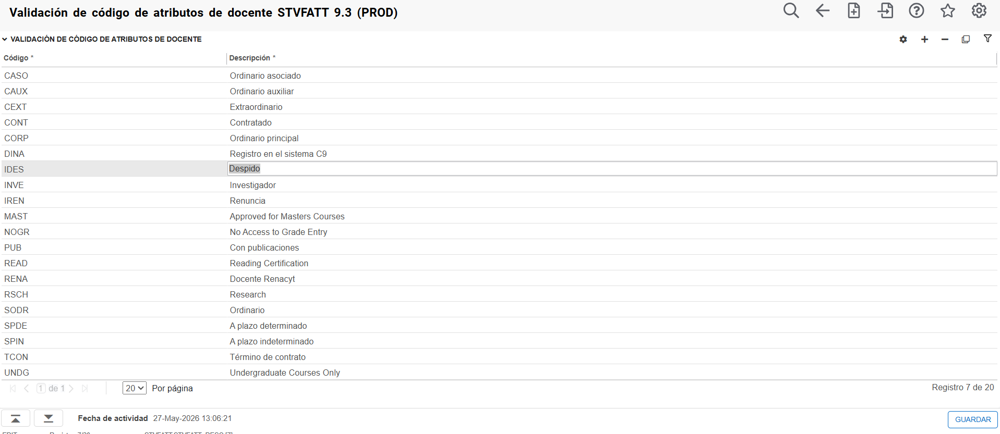 Validación de código de atributos de docente STVFATT 9.3 (PROD)
VALIDACIÓN DE CÓDIGO DE ATRIBUTOS DE DOCENTE
Código * Descripción *
CASO Ordinario asociado
CAUX Ordinario auxiliar
CEXT Extraordinario
CONT Contratado
CORP Ordinario principal
DINA Registro en el sistema C9
IDES Despido
INVE Investigador
IREN Renuncia
MAST Approved for Masters Courses
NOGR No Access to Grade Entry
PUB Con publicaciones
READ Reading Certification
RENA Docente Renacyt
RSCH Research
SODR Ordinario
SPDE A plazo determinado
SPIN A plazo indeterminado
TCON Término de contrato
UNDG Undergraduate Courses Only
1 de 1 20 Por página Registro 7 de 20
Fecha de actividad 27-May-2026 13:06:21 GUARDAR